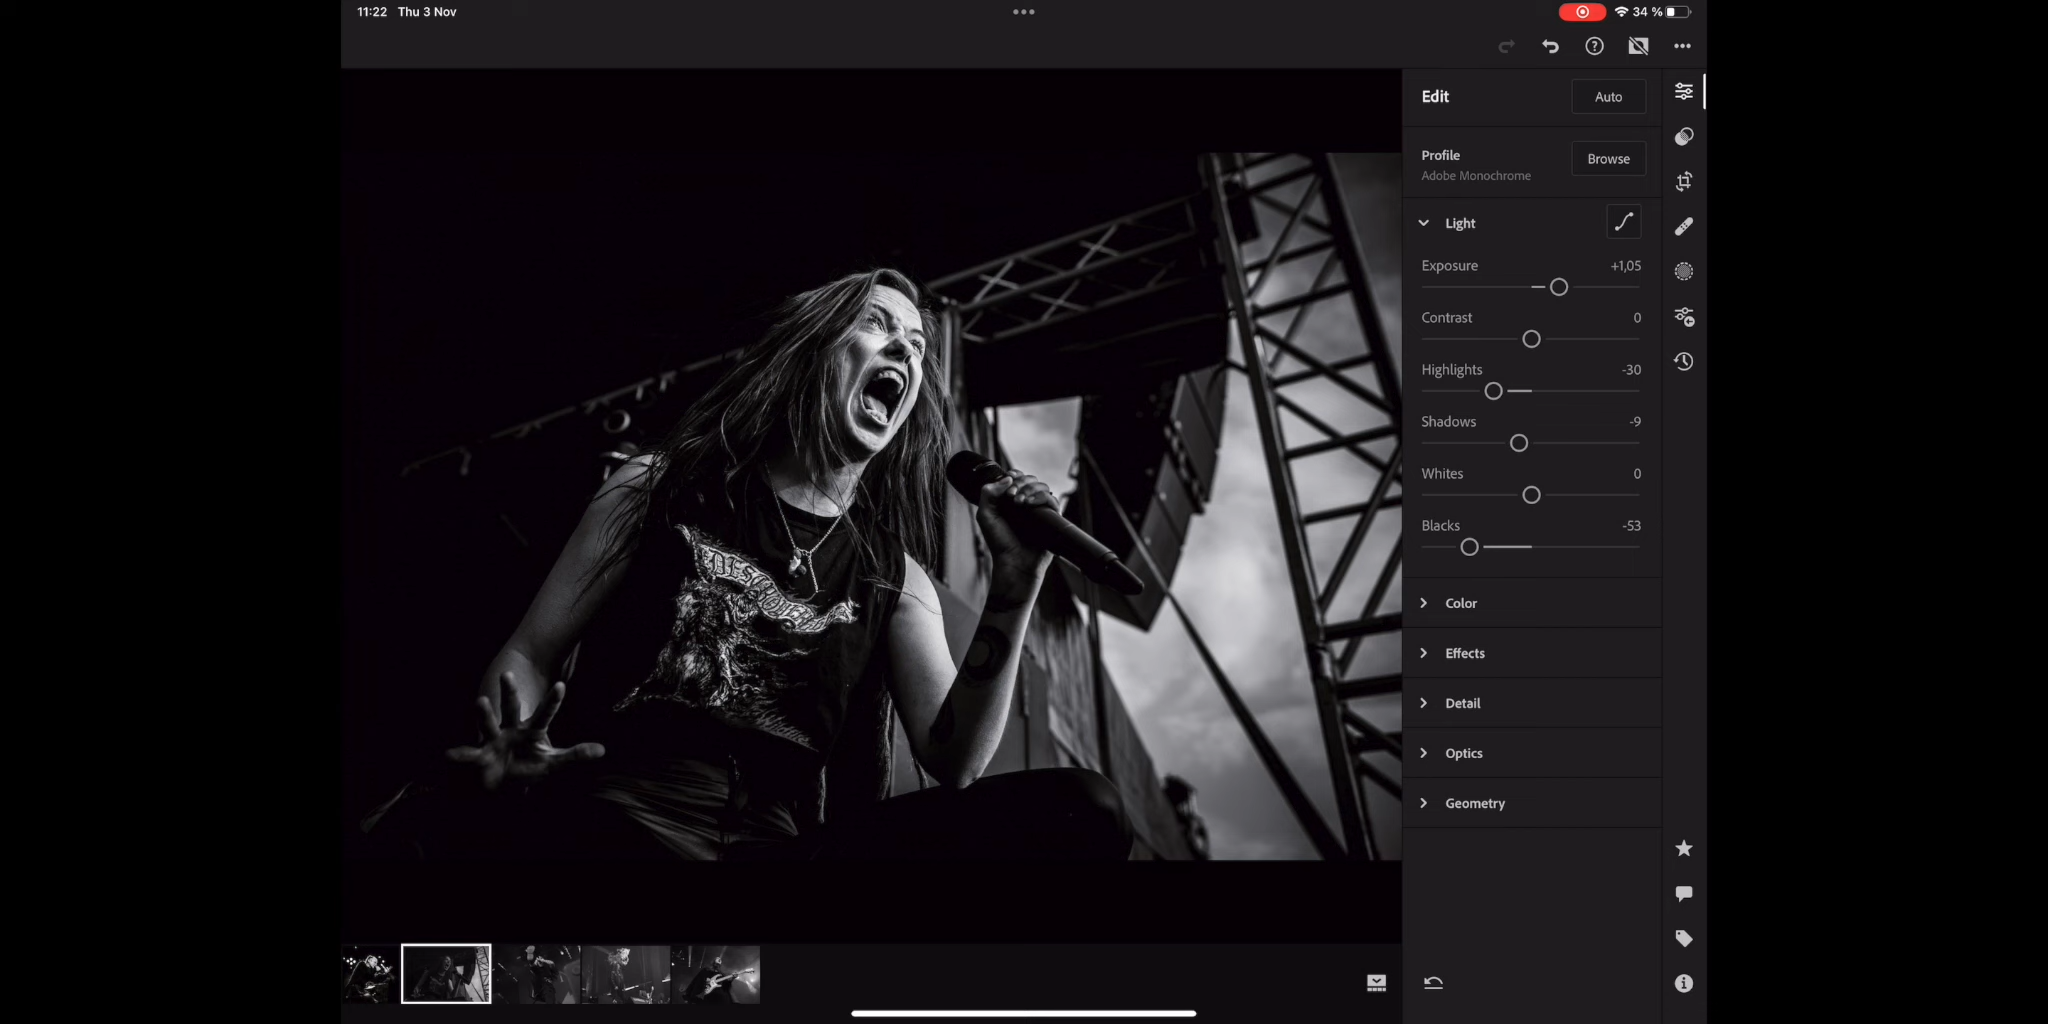 11:22 Thu 3 Nov
34 %
Edit
Auto
Profile
Adobe Monochrome
Browse
Light
Exposure +1,05
Contrast 0
Highlights -30
Shadows -9
Whites 0
Blacks -53
Color
Effects
Detail
Optics
Geometry